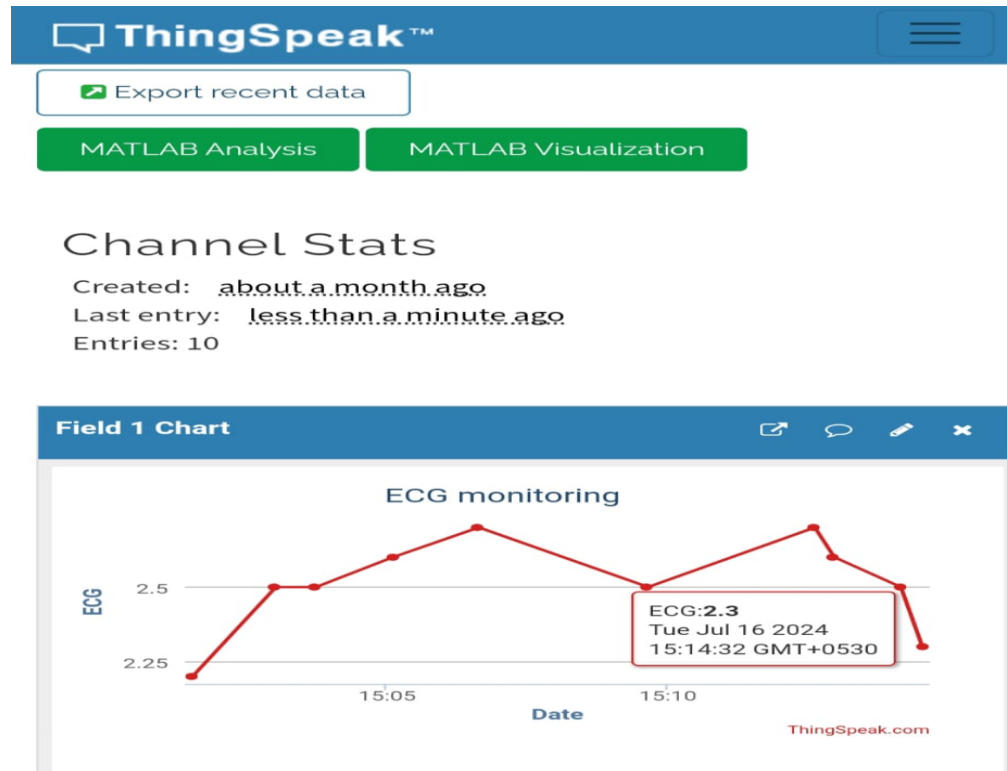 ThingSpeak™
Export recent data
MATLAB Analysis
MATLAB Visualization
Channel Stats
Created: about a month ago
Last entry: less than a minute ago
Entries: 10
Field 1 Chart
ECG monitoring
ECG
2.5
2.25
ECG:2.3
Tue Jul 16 2024
15:14:32 GMT+0530
15:05
15:10
Date
ThingSpeak.com